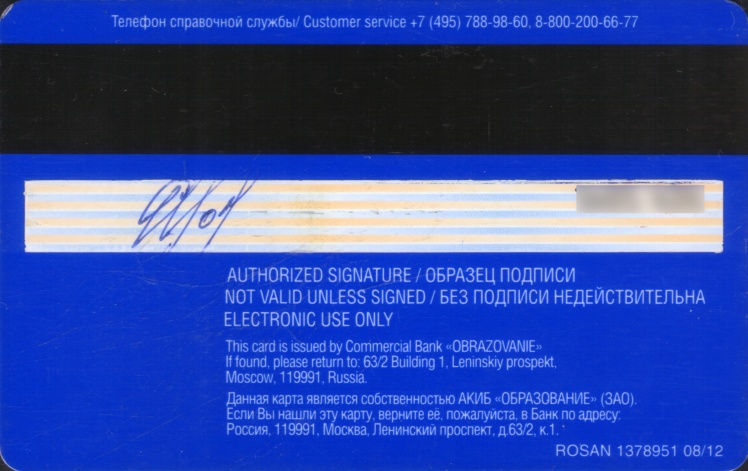 Телефон справочной службы/ Customer service +7 (495) 788-98-60, 8-800-200-66-77
AUTHORIZED SIGNATURE / ОБРАЗЕЦ ПОДПИСИ
NOT VALID UNLESS SIGNED / БЕЗ ПОДПИСИ НЕДЕЙСТВИТЕЛЬНА
ELECTRONIC USE ONLY
This card is issued by Commercial Bank «OBRAZOVANIE»
If found, please return to: 63/2 Building 1, Leninskiy prospekt,
Moscow, 119991, Russia.
Данная карта является собственностью АКИБ «ОБРАЗОВАНИЕ» (ЗАО).
Если Вы нашли эту карту, верните её, пожалуйста, в Банк по адресу:
Россия, 119991, Москва, Ленинский проспект, д.63/2, к.1.
ROSAN 1378951 08/12